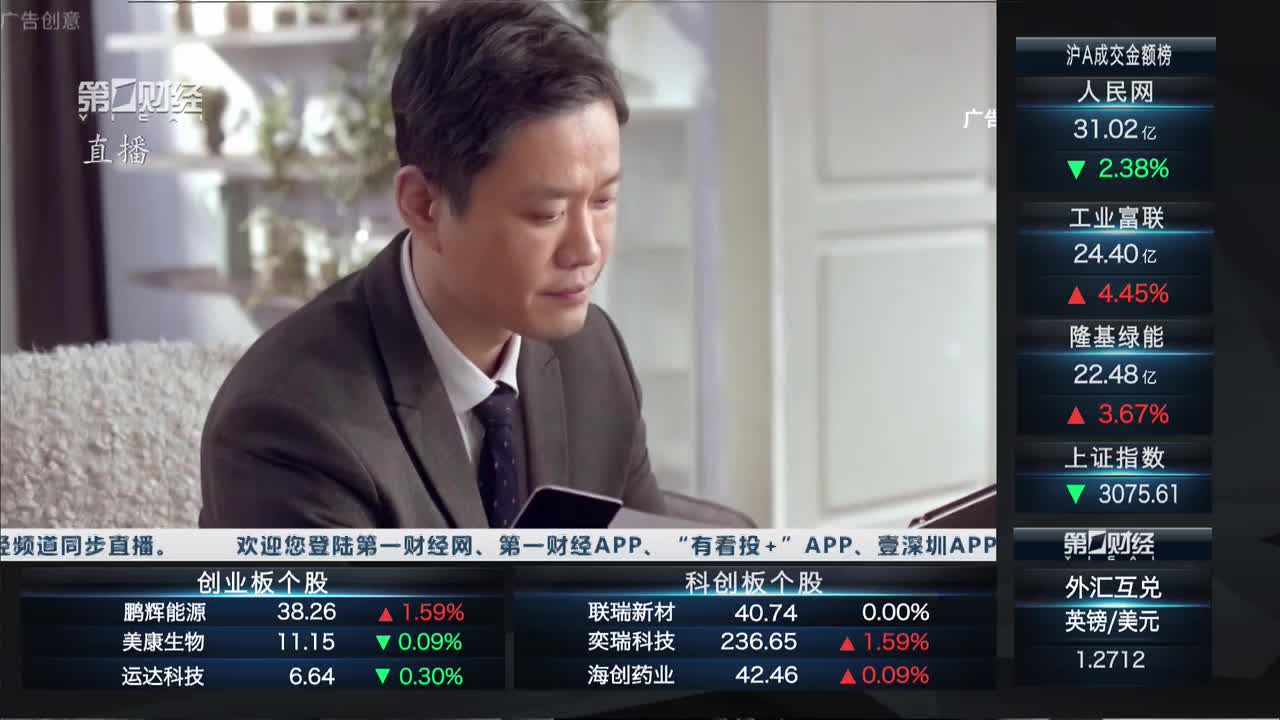 广告创意
第一财经
YICAI
直播
广告
沪A成交金额榜
人民网
31.02亿
▼ 2.38%
工业富联
24.40亿
▲ 4.45%
隆基绿能
22.48亿
▲ 3.67%
上证指数
▼ 3075.61
经频道同步直播。 欢迎您登陆第一财经网、第一财经APP、“有看投+”APP、壹深圳APP
创业板个股
鹏辉能源 38.26 ▲ 1.59%
美康生物 11.15 ▼ 0.09%
运达科技 6.64 ▼ 0.30%
科创板个股
联瑞新材 40.74 0.00%
奕瑞科技 236.65 ▲ 1.59%
海创药业 42.46 ▲ 0.09%
第一财经
YICAI
外汇互兑
英镑/美元
1.2712